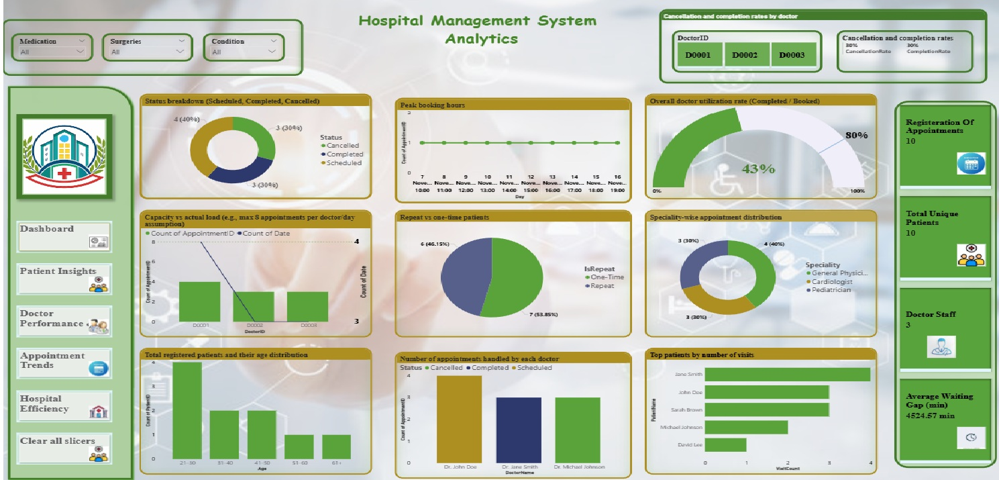 Hospital Management System
Analytics
Medication
All
Surgeries
All
Condition
All
Cancellation and completion rates by doctor
DoctorID
D0001
D0002
D0003
Cancellation and completion rates
30%
CancellationRate
30%
CompletionRate
Dashboard
Patient Insights
Doctor
Performance
Appointment
Trends
Hospital
Efficiency
Clear all slicers
Status breakdown (Scheduled, Completed, Cancelled)
4 (40%)
3 (30%)
3 (30%)
Status
Cancelled
Completed
Scheduled
Peak booking hours
Count of AppointmentID
2
1
0
7 8 9 10 11 12 13 14 15 16
Nove... Nove... Nove... Nove... Nove... Nove... Nove... Nove... Nove... Nove...
10:00 11:00 12:00 13:00 14:00 15:00 16:00 17:00 18:00 19:00
Day
Overall doctor utilization rate (Completed / Booked)
80%
43%
0%
100%
Capacity vs actual load (e.g., max 8 appointments per doctor/day
assumption)
Count of AppointmentID Count of Date
Count of AppointmentID
8
6
4
2
0
4
3
Count of Date
D0001 D0002 D0003
DoctorID
Repeat vs one-time patients
6 (46.15%)
7 (53.85%)
IsRepeat
One-Time
Repeat
Speciality-wise appointment distribution
3 (30%)
4 (40%)
3 (30%)
Speciality
General Physici...
Cardiologist
Pediatrician
Total registered patients and their age distribution
Count of PatientID
4
3
2
1
0
21-30 31-40 41-50 51-60 61+
Age
Number of appointments handled by each doctor
Status Cancelled Completed Scheduled
Count of AppointmentID
4
3
2
1
0
Dr. John Doe Dr. Jane Smith Dr. Michael Johnson
DoctorName
Top patients by number of visits
PatientName
Jane Smith
John Doe
Sarah Brown
Michael Johnson
David Lee
0 1 2 3 4
VisitCount
Registeration Of
Appointments
10
Total Unique
Patients
10
Doctor Staff
3
Average Waiting
Gap (min)
4524.57 min